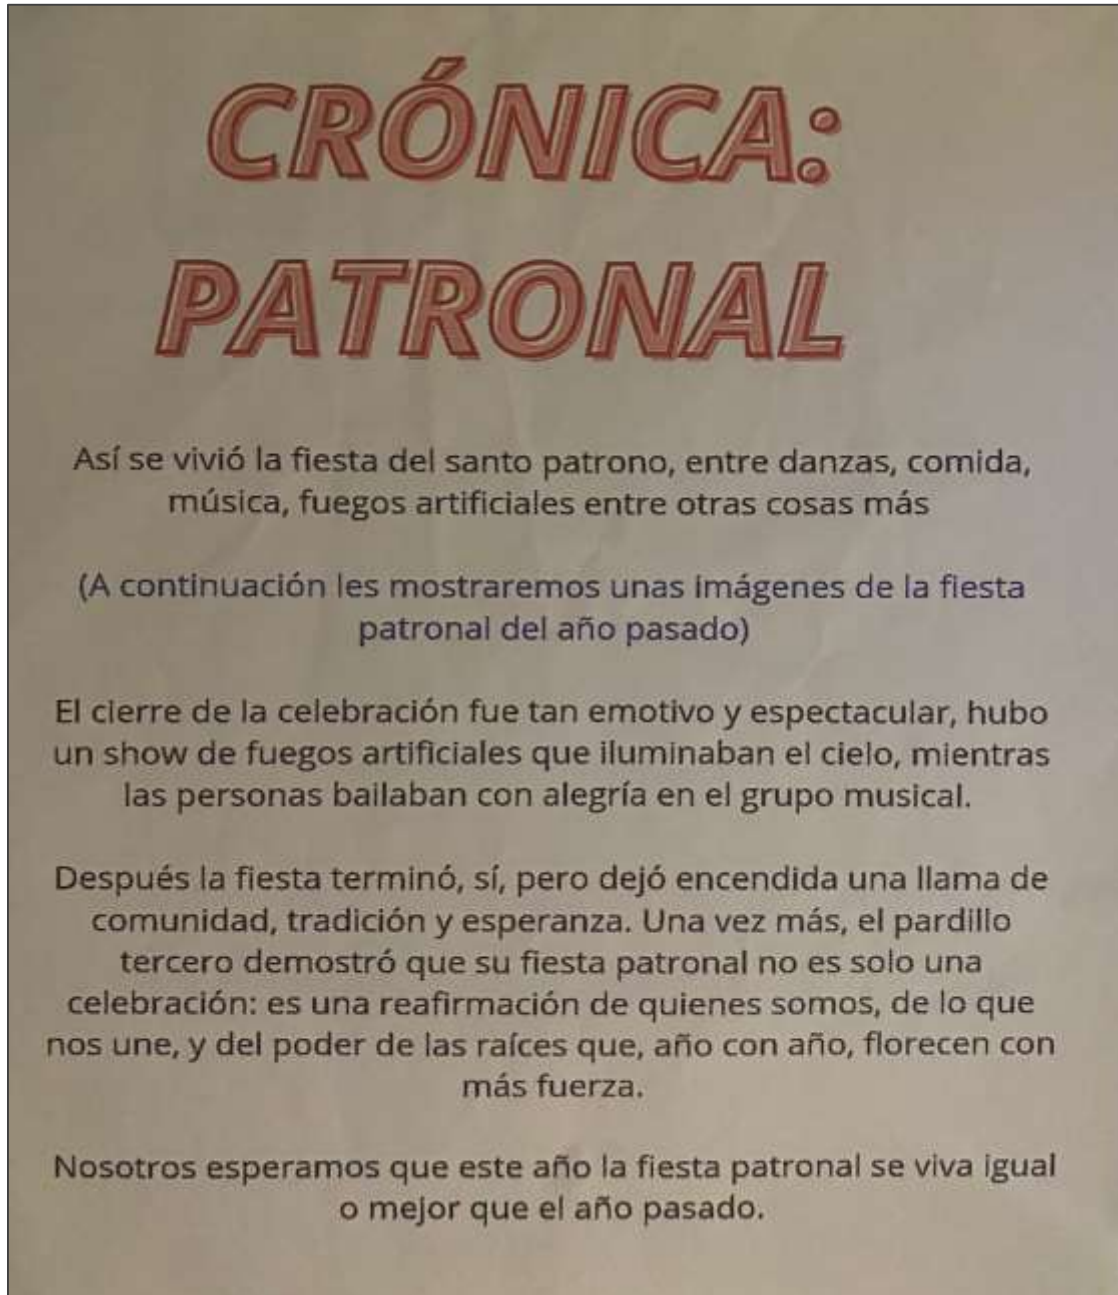 CRÓNICA:
PATRONAL
Así se vivió la fiesta del santo patrono, entre danzas, comida,
música, fuegos artificiales entre otras cosas más
(A continuación les mostraremos unas imágenes de la fiesta
patronal del año pasado)
El cierre de la celebración fue tan emotivo y espectacular, hubo
un show de fuegos artificiales que iluminaban el cielo, mientras
las personas bailaban con alegría en el grupo musical.
Después la fiesta terminó, sí, pero dejó encendida una llama de
comunidad, tradición y esperanza. Una vez más, el pardillo
tercero demostró que su fiesta patronal no es solo una
celebración: es una reafirmación de quienes somos, de lo que
nos une, y del poder de las raíces que, año con año, florecen con
más fuerza.
Nosotros esperamos que este año la fiesta patronal se viva igual
o mejor que el año pasado.